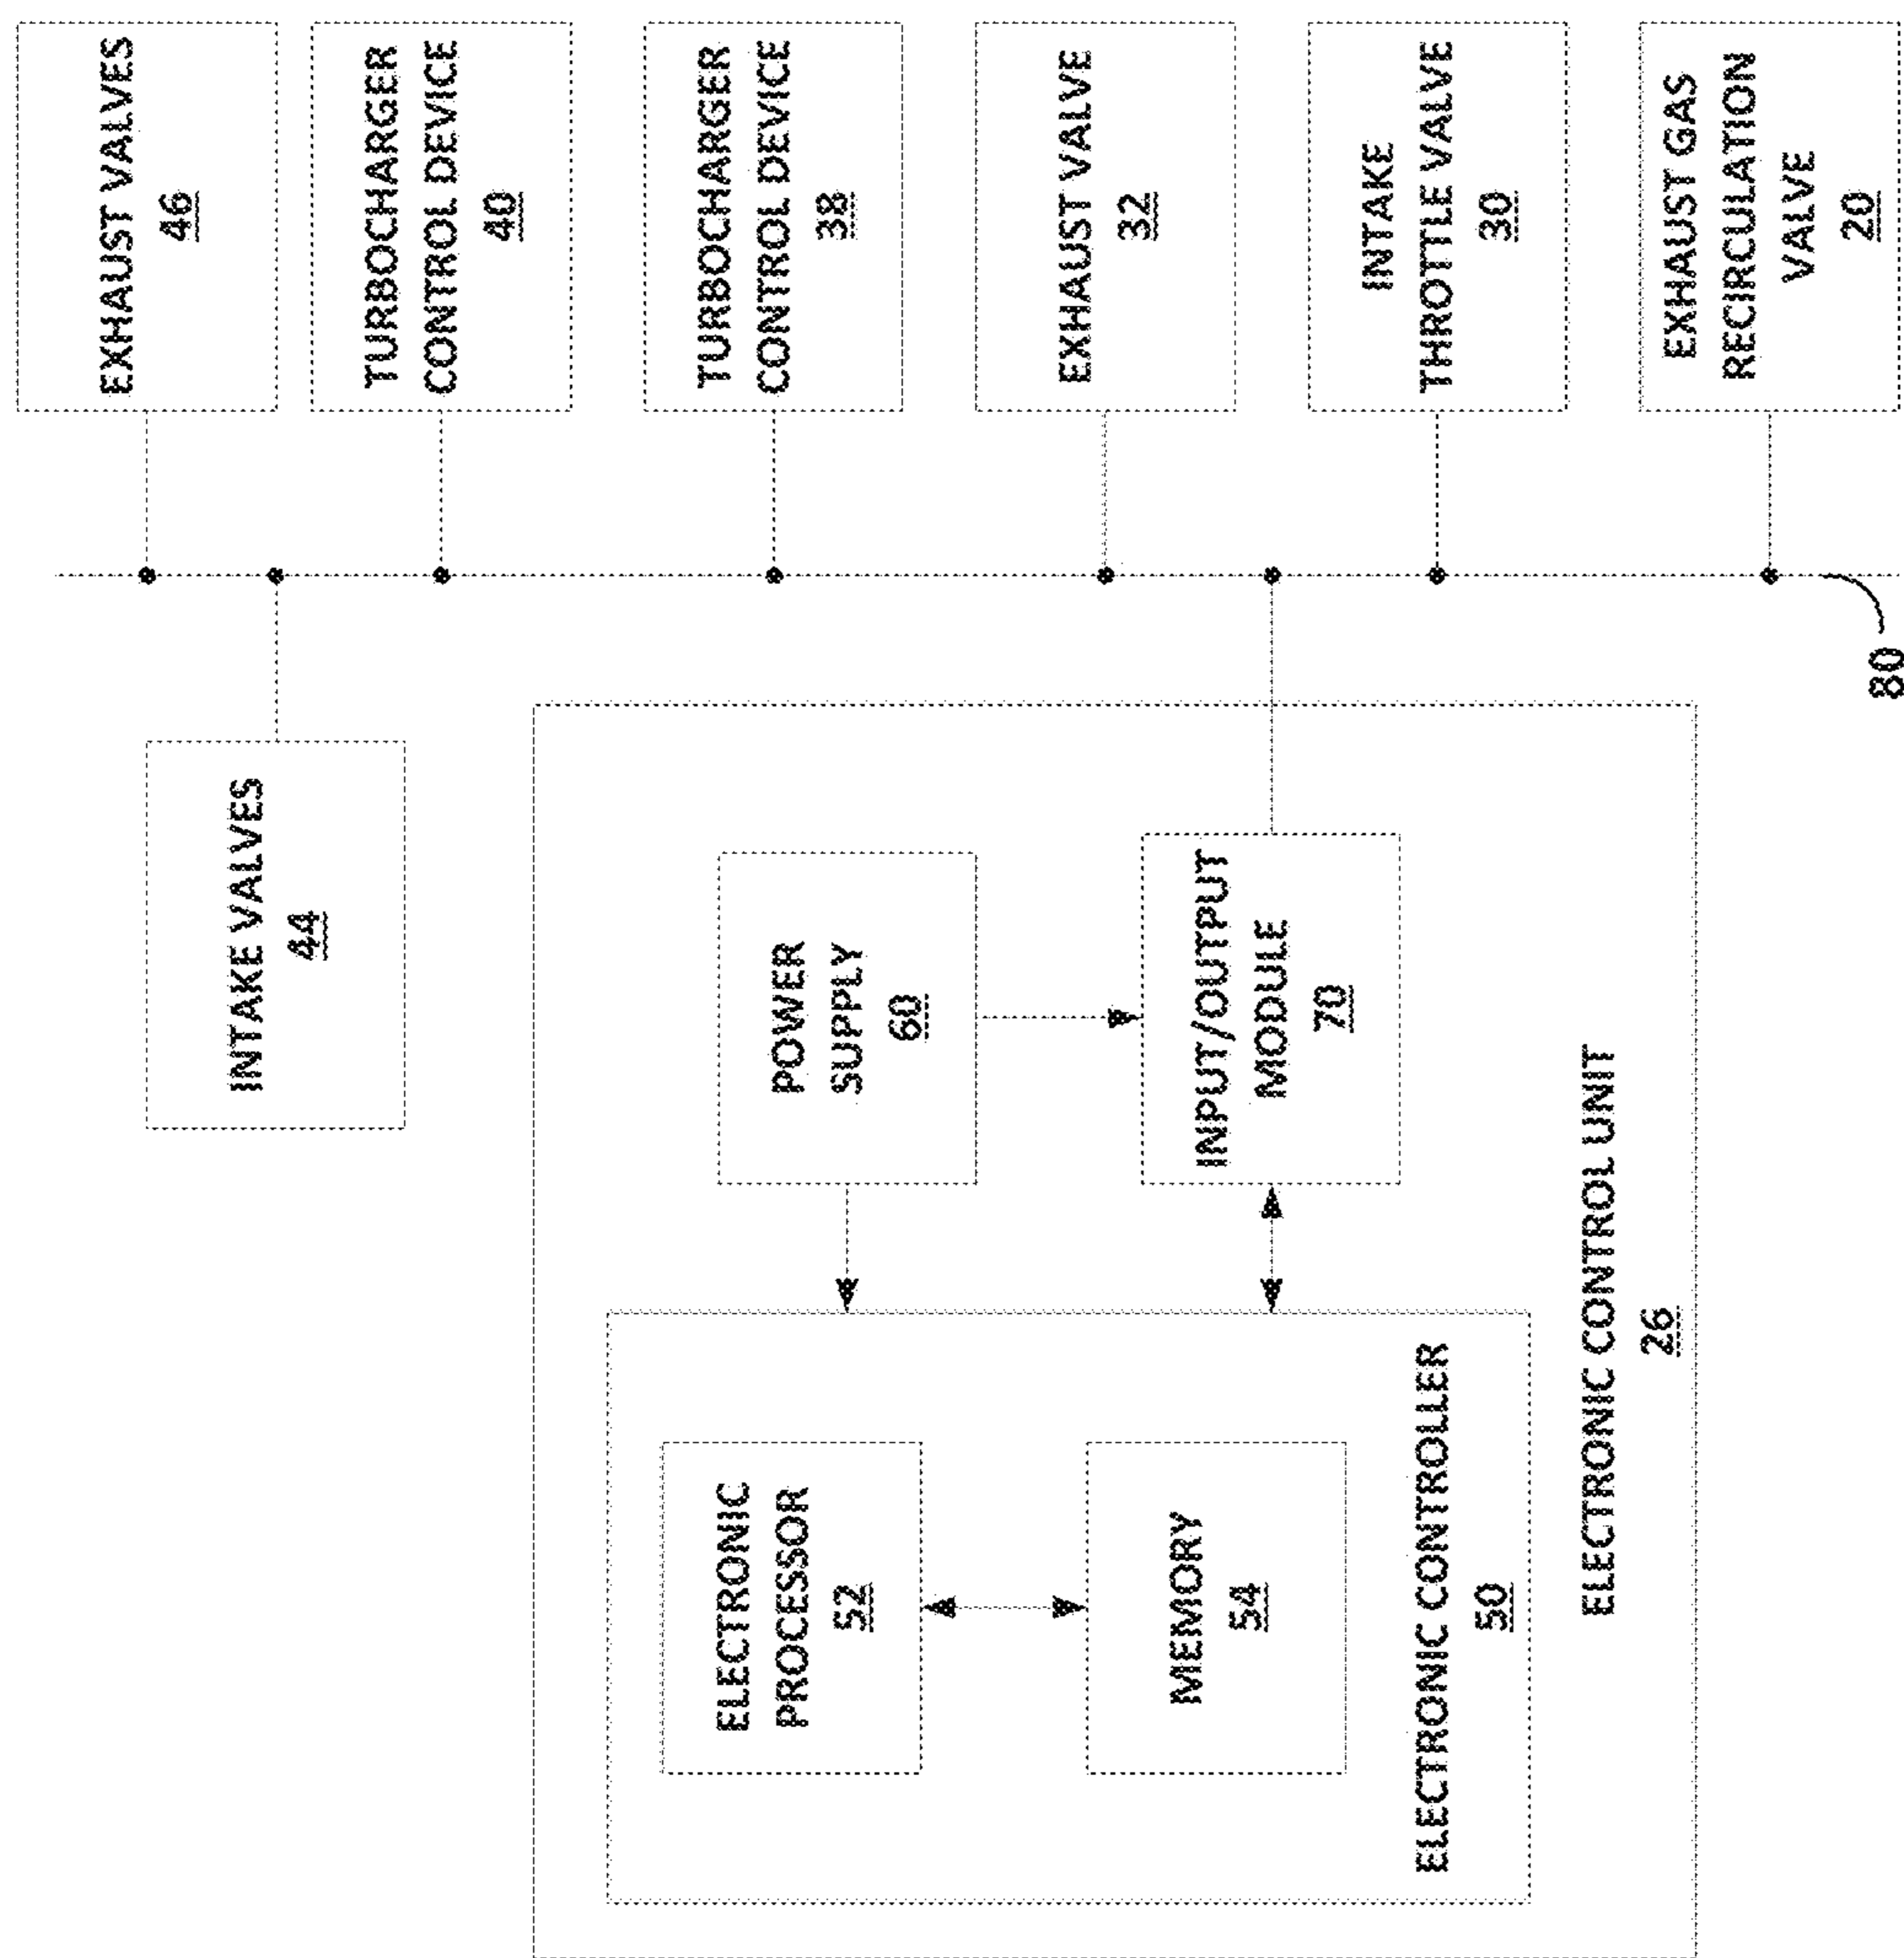 EXHAUST VALVES
46
TURBOCHARGER
CONTROL DEVICE
40
TURBOCHARGER
CONTROL DEVICE
38
EXHAUST VALVE
32
INTAKE
THROTTLE VALVE
30
EXHAUST GAS
RECIRCULATION
VALVE
20
80
INTAKE VALVES
44
POWER
SUPPLY
60
INPUT/OUTPUT
MODULE
70
ELECTRONIC
PROCESSOR
52
MEMORY
54
ELECTRONIC CONTROLLER
50
ELECTRONIC CONTROL UNIT
26